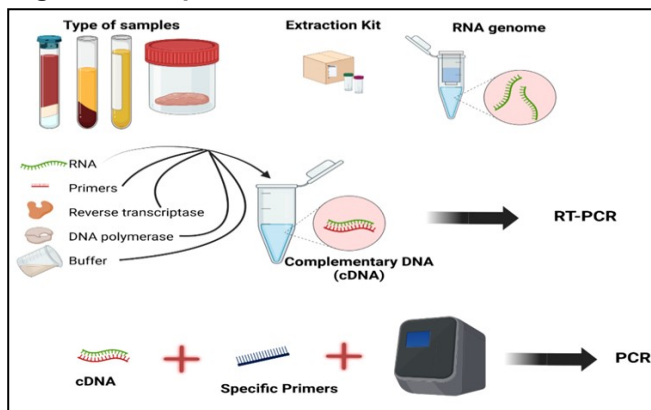 Type of samples
Extraction Kit
RNA genome
RNA
Primers
Reverse transcriptase
DNA polymerase
Buffer
Complementary DNA
(cDNA)
RT-PCR
cDNA
Specific Primers
PCR